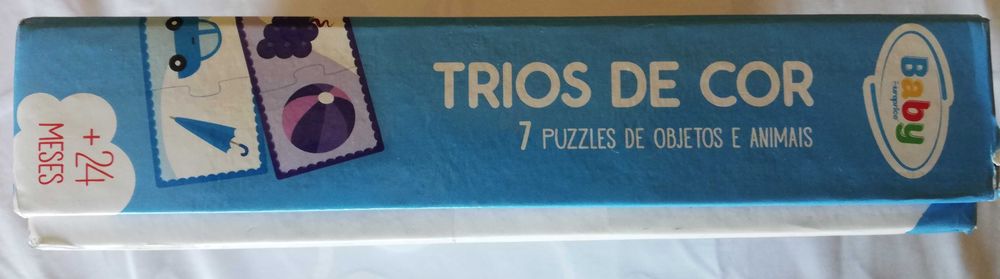 TRIOS DE COR
7 PUZZLES DE OBJETOS E ANIMAIS
Baby
+ 24
MESES